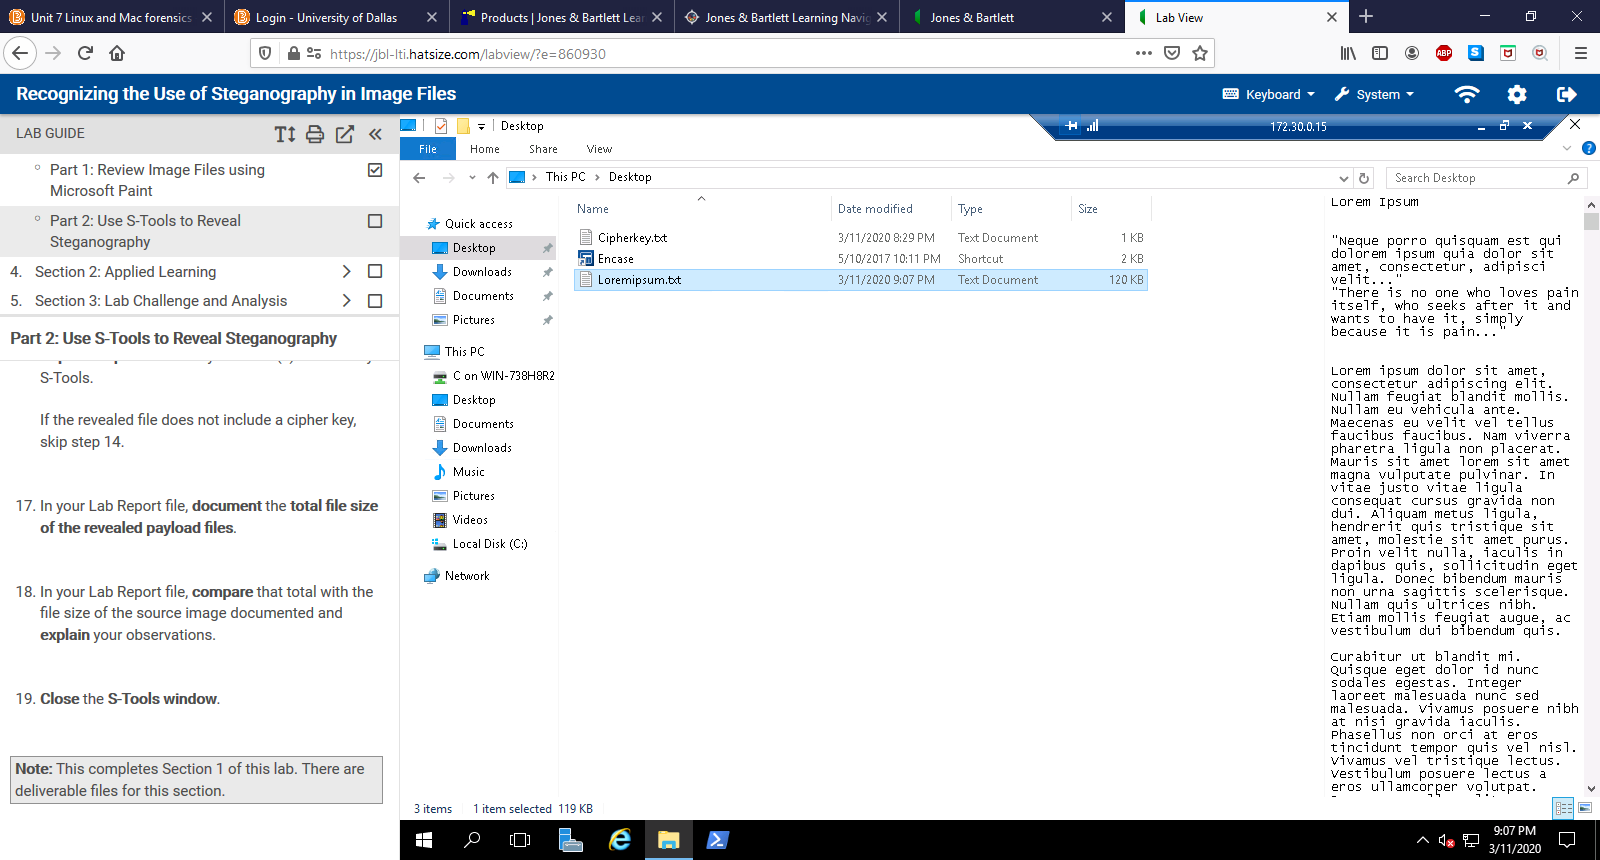 Unit 7 Linux and Mac forensics
Login - University of Dallas
Products | Jones & Bartlett Lear
Jones & Bartlett Learning Navig
Jones & Bartlett
Lab View
https://jbl-lti.hatsize.com/labview/?e=860930
ABP
S
Recognizing the Use of Steganography in Image Files
Keyboard
System
LAB GUIDE
Part 1: Review Image Files using
Microsoft Paint
Part 2: Use S-Tools to Reveal
Steganography
4. Section 2: Applied Learning
5. Section 3: Lab Challenge and Analysis
Part 2: Use S-Tools to Reveal Steganography
S-Tools.
If the revealed file does not include a cipher key,
skip step 14.
17. In your Lab Report file, document the total file size
of the revealed payload files.
18. In your Lab Report file, compare that total with the
file size of the source image documented and
explain your observations.
19. Close the S-Tools window.
Note: This completes Section 1 of this lab. There are
deliverable files for this section.
Desktop
172.30.0.15
File
Home
Share
View
This PC
Desktop
Search Desktop
Quick access
Desktop
Downloads
Documents
Pictures
This PC
C on WIN-738H8R2
Desktop
Documents
Downloads
Music
Pictures
Videos
Local Disk (C:)
Network
Name Date modified Type Size
Cipherkey.txt 3/11/2020 8:29 PM Text Document 1 KB
Encase 5/10/2017 10:11 PM Shortcut 2 KB
Loremipsum.txt 3/11/2020 9:07 PM Text Document 120 KB
Lorem Ipsum
"Neque porro quisquam est qui
dolorem ipsum quia dolor sit
amet, consectetur, adipisci
velit..."
"There is no one who loves pain
itself, who seeks after it and
wants to have it, simply
because it is pain..."
Lorem ipsum dolor sit amet,
consectetur adipiscing elit.
Nullam feugiat blandit mollis.
Nullam eu vehicula ante.
Maecenas eu velit vel tellus
faucibus faucibus. Nam viverra
pharetra ligula non placerat.
Mauris sit amet lorem sit amet
magna vulputate pulvinar. In
vitae justo vitae ligula
consequat cursus gravida non
dui. Aliquam metus ligula,
hendrerit quis tristique sit
amet, molestie sit amet purus.
Proin velit nulla, iaculis in
dapibus quis, sollicitudin eget
ligula. Donec bibendum mauris
non urna sagittis scelerisque.
Nullam quis ultrices nibh.
Etiam mollis feugiat augue, ac
vestibulum dui bibendum quis.
Curabitur ut blandit mi.
Quisque eget dolor id nunc
sodales egestas. Integer
laoreet malesuada nunc sed
malesuada. Vivamus posuere nibh
at nisi gravida iaculis.
Phasellus non orci at eros
tincidunt tempor quis vel nisl.
Vivamus vel tristique lectus.
Vestibulum posuere lectus a
eros ullamcorper volutpat.
3 items
1 item selected 119 KB
9:07 PM
3/11/2020